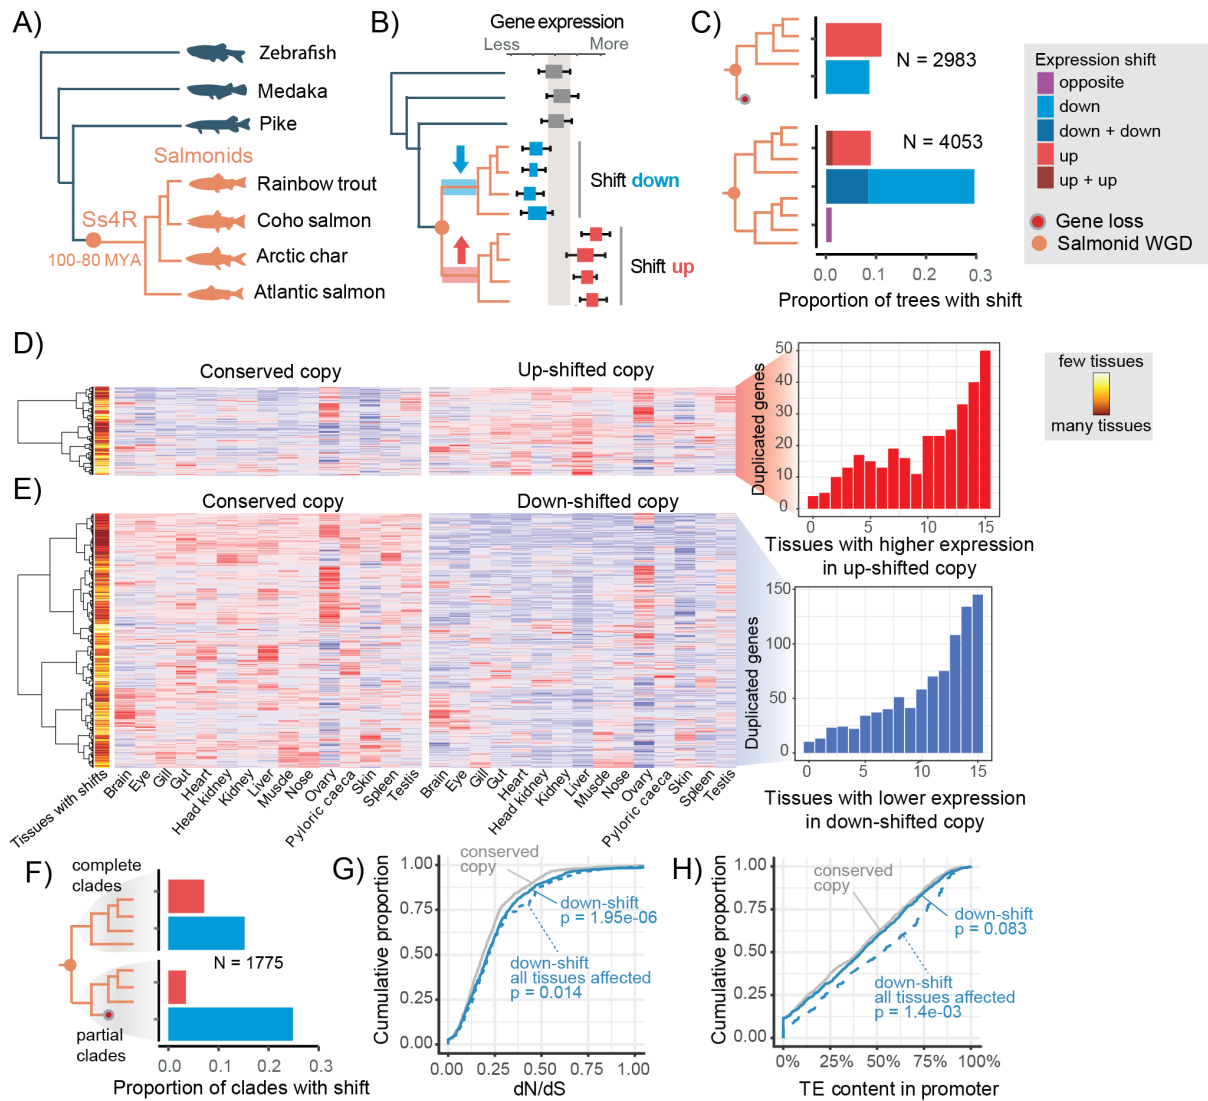 A)
Zebrafish
Medaka
Pike
Salmonids
Rainbow trout
Ss4R
Coho salmon
100-80 MYA
Arctic char
Atlantic salmon
B)
Gene expression
Less
More
Shift down
Shift up
C)
N = 2983
N = 4053
0.0
0.1
0.2
0.3
Proportion of trees with shift
Expression shift
opposite
down
down + down
up
up + up
Gene loss
Salmonid WGD
D)
Conserved copy
Up-shifted copy
Duplicated genes
50
40
30
20
10
0
0
5
10
15
Tissues with higher expression
in up-shifted copy
few tissues
many tissues
E)
Conserved copy
Down-shifted copy
Tissues with shifts
Brain
Eye
Gill
Gut
Heart
Head kidney
Kidney
Liver
Muscle
Nose
Ovary
Pyloric caeca
Skin
Spleen
Testis
Brain
Eye
Gill
Gut
Heart
Head kidney
Kidney
Liver
Muscle
Nose
Ovary
Pyloric caeca
Skin
Spleen
Testis
Duplicated genes
150
100
50
0
0
5
10
15
Tissues with lower expression
in down-shifted copy
F)
complete
clades
N = 1775
partial
clades
0.0
0.1
0.2
0.3
Proportion of clades with shift
G)
Cumulative proportion
1.00
0.75
0.50
0.25
0.00
conserved
copy
down-shift
p = 1.95e-06
down-shift
all tissues affected
p = 0.014
0.00
0.25
0.50
0.75
1.00
dN/dS
H)
Cumulative proportion
1.00
0.75
0.50
0.25
0.00
conserved
copy
down-shift
p = 0.083
down-shift
all tissues affected
p = 1.4e-03
0%
25%
50%
75%
100%
TE content in promoter